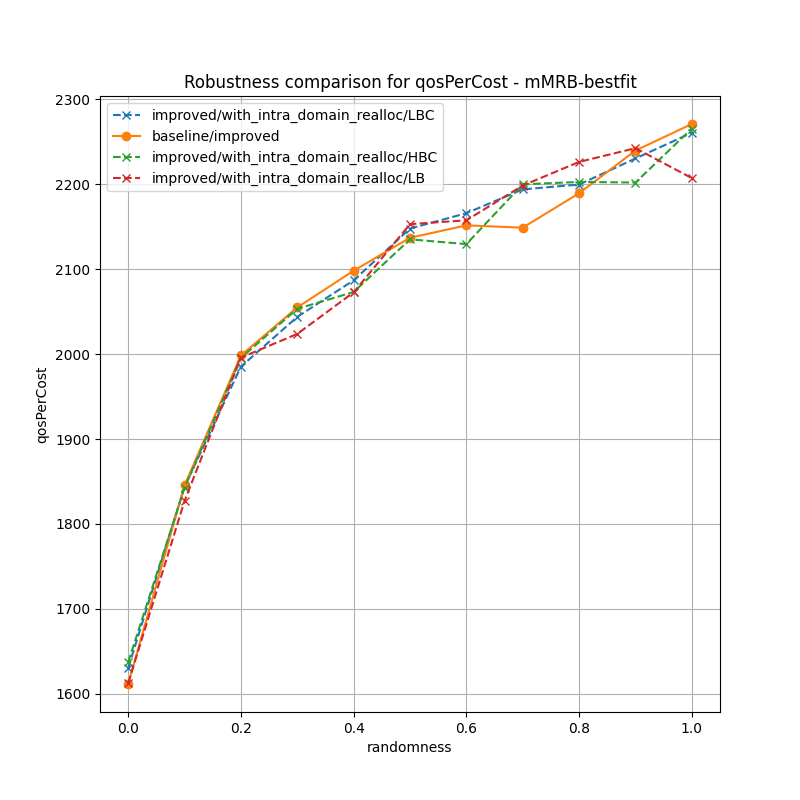 Robustness comparison for qosPerCost - mMRB-bestfit
improved/with_intra_domain_realloc/LBC
baseline/improved
improved/with_intra_domain_realloc/HBC
improved/with_intra_domain_realloc/LB
2300
2200
2100
2000
1900
1800
1700
1600
qosPerCost
0.0 0.2 0.4 0.6 0.8 1.0
randomness